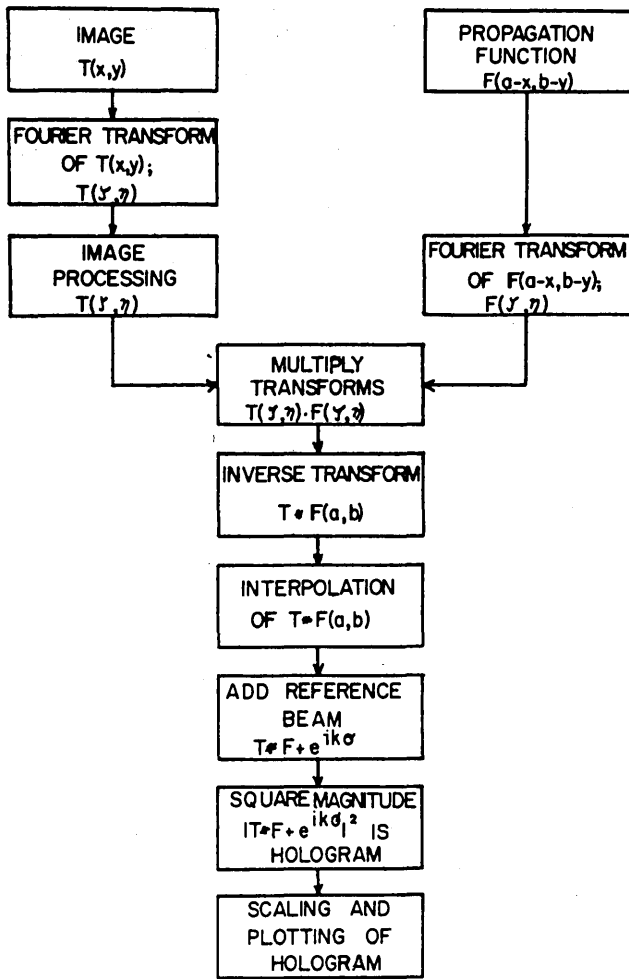 IMAGE
T(x,y)
PROPAGATION
FUNCTION
F(a-x,b-y)
FOURIER TRANSFORM
OF T(x,y);
T(ζ,η)
IMAGE
PROCESSING
T(ζ,η)
FOURIER TRANSFORM
OF F(a-x,b-y);
F(ζ,η)
MULTIPLY
TRANSFORMS
T(ζ,η)·F(ζ,η)
INVERSE TRANSFORM
T*F(a,b)
INTERPOLATION
OF T*F(a,b)
ADD REFERENCE
BEAM
T*F+e^ikσ
SQUARE MAGNITUDE
|T*F+e^ikσ|² IS
HOLOGRAM
SCALING AND
PLOTTING OF
HOLOGRAM